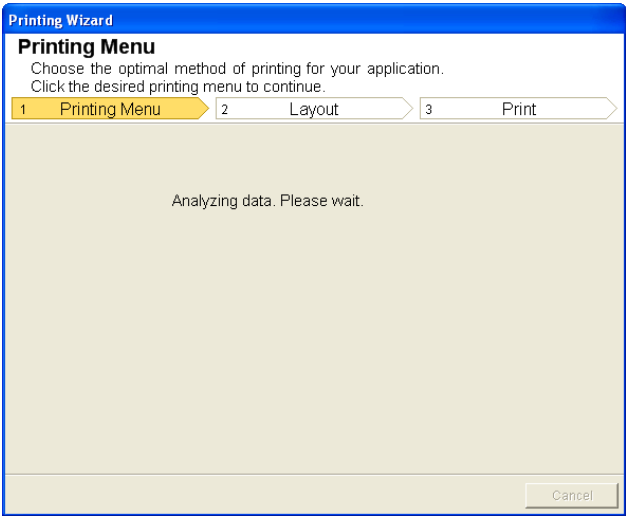 Printing Wizard
Printing Menu
Choose the optimal method of printing for your application.
Click the desired printing menu to continue.
1 Printing Menu 2 Layout 3 Print
Analyzing data. Please wait.
Cancel